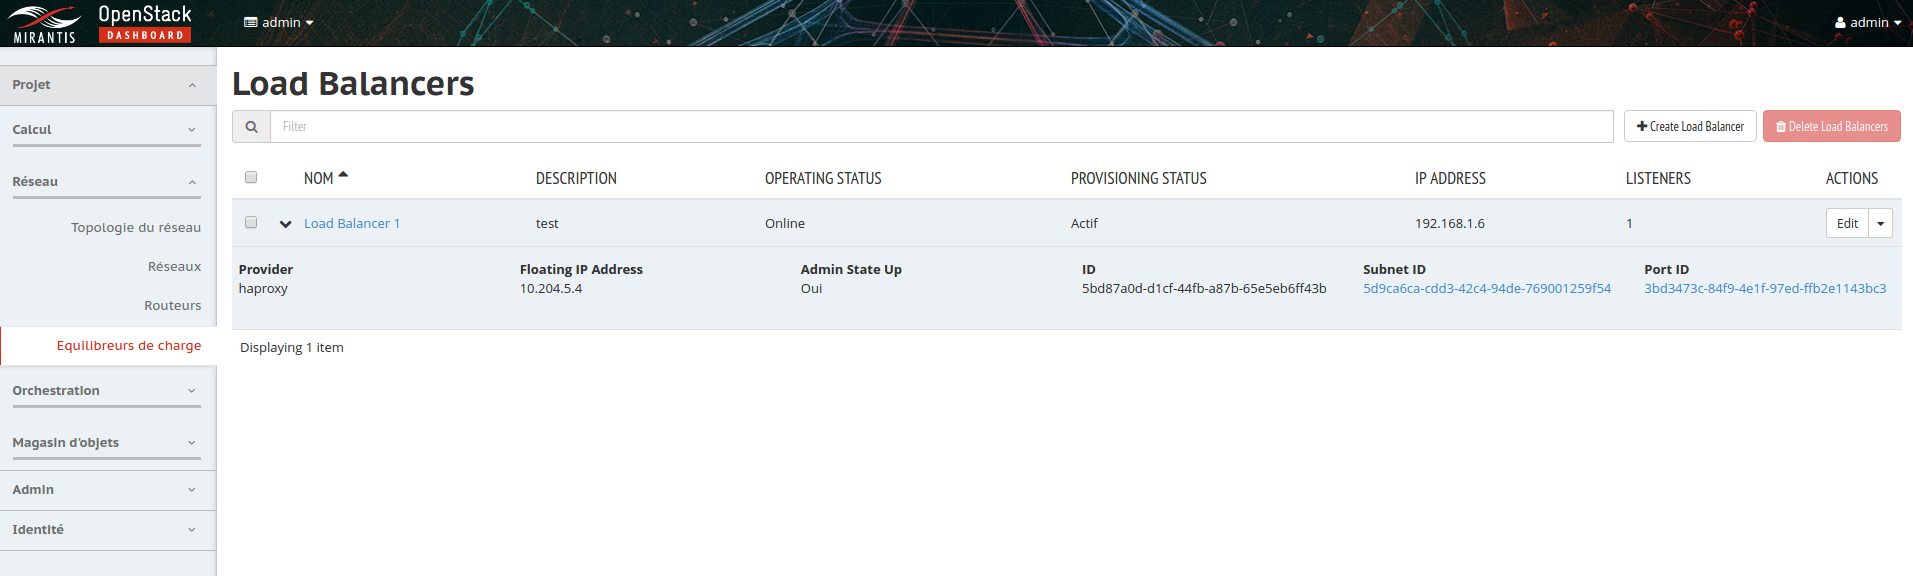 MIRANTIS
OpenStack
DASHBOARD
admin
admin
Projet
Calcul
Réseau
Topologie du réseau
Réseaux
Routeurs
Equilibreurs de charge
Orchestration
Magasin d'objets
Admin
Identité
Load Balancers
Filter
Create Load Balancer
Delete Load Balancers
NOM DESCRIPTION OPERATING STATUS PROVISIONING STATUS IP ADDRESS LISTENERS ACTIONS
Load Balancer 1 test Online Actif 192.168.1.6 1 Edit
Provider Floating IP Address Admin State Up ID Subnet ID Port ID
haproxy 10.204.5.4 Oui 5bd87a0d-d1cf-44fb-a87b-65e5eb6ff43b 5d9ca6ca-cdd3-42c4-94de-769001259f54 3bd3473c-84f9-4e1f-97ed-ffb2e1143bc3
Displaying 1 item